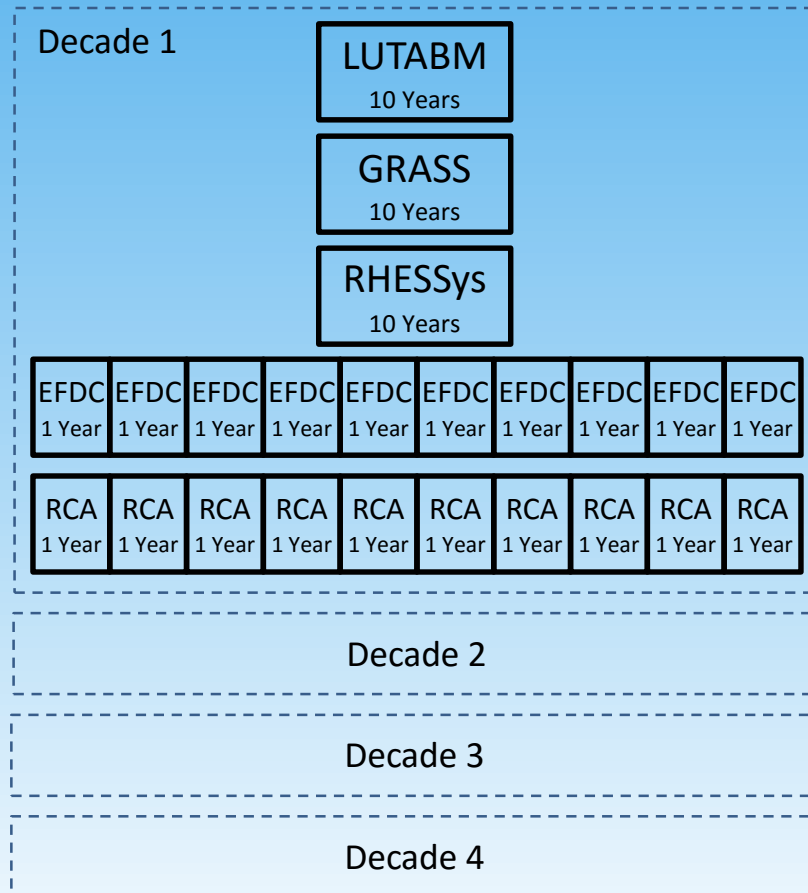 Decade 1
LUTABM
10 Years
GRASS
10 Years
RHESSys
10 Years
EFDC EFDC EFDC EFDC EFDC EFDC EFDC EFDC EFDC EFDC
1 Year 1 Year 1 Year 1 Year 1 Year 1 Year 1 Year 1 Year 1 Year 1 Year
RCA RCA RCA RCA RCA RCA RCA RCA RCA RCA
1 Year 1 Year 1 Year 1 Year 1 Year 1 Year 1 Year 1 Year 1 Year 1 Year
Decade 2
Decade 3
Decade 4